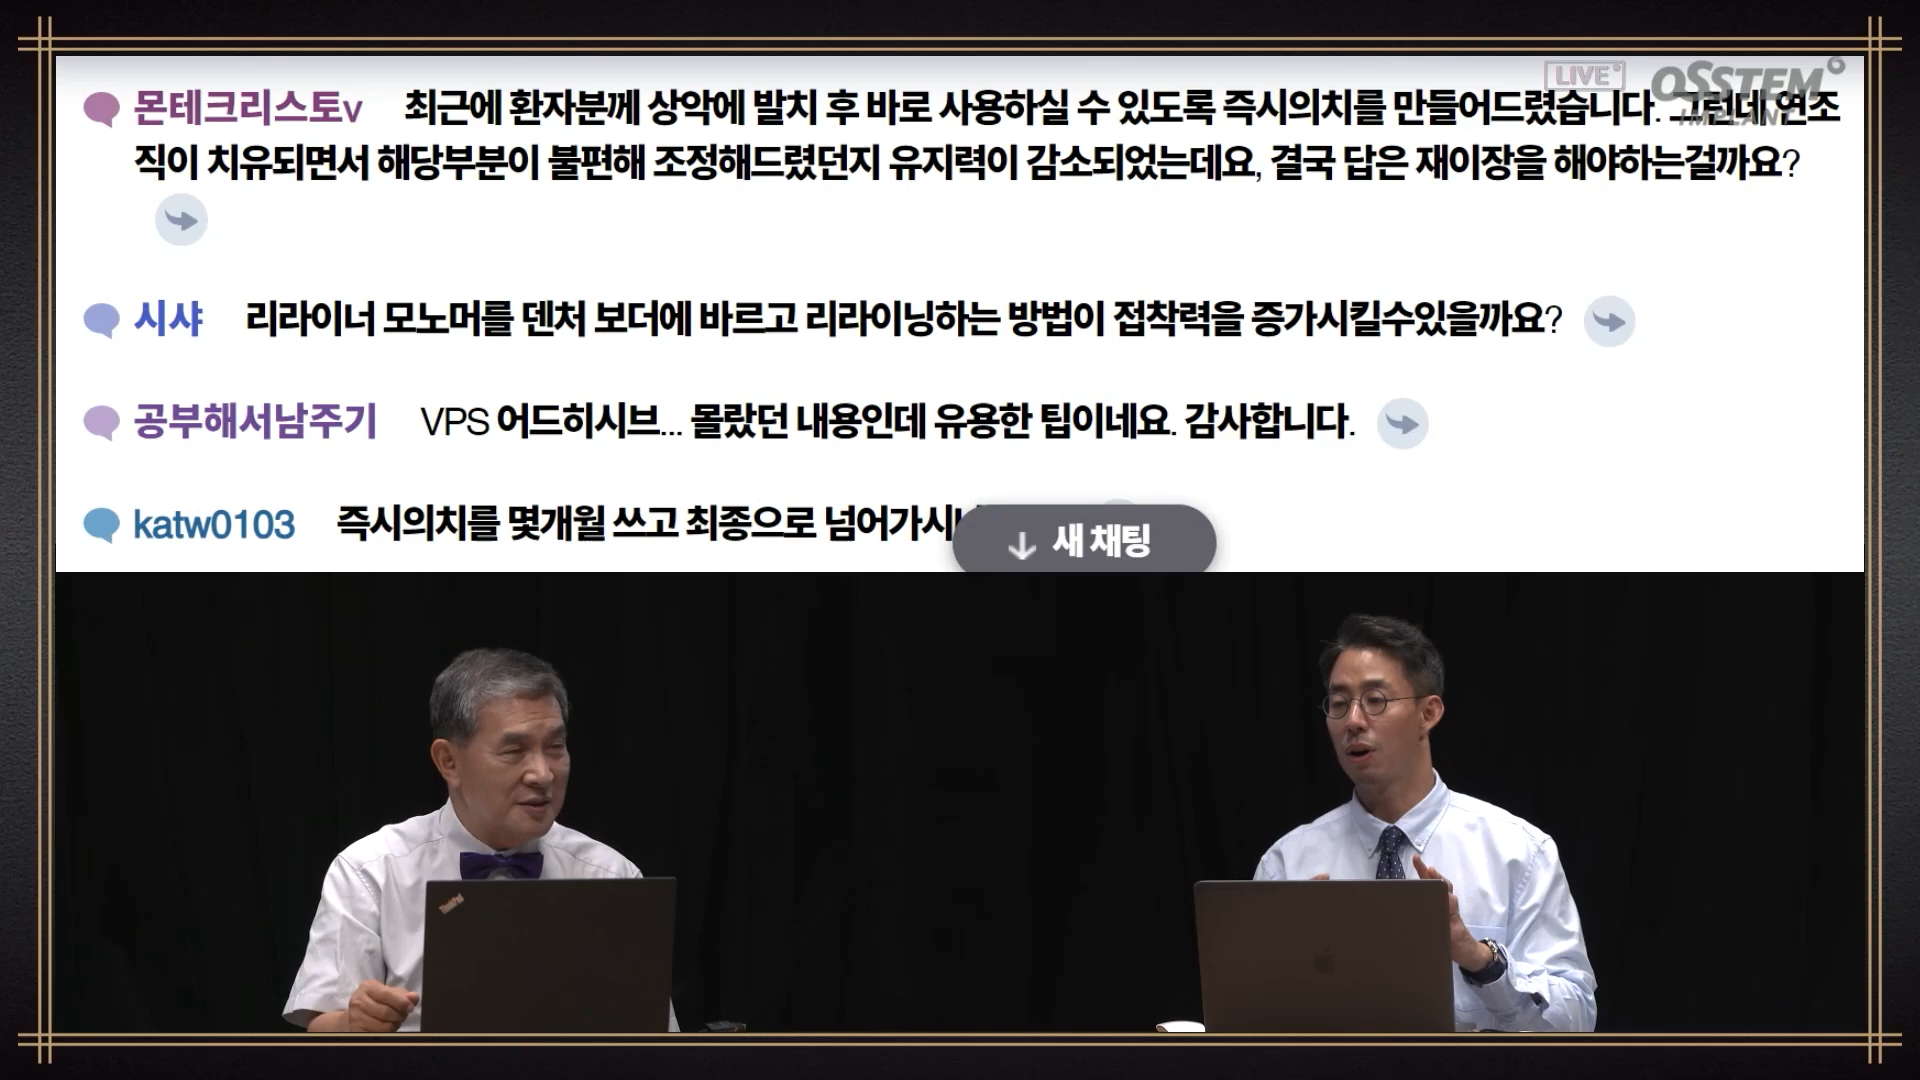 LIVE
OSSTEM
IMPLANT
몬테크리스토v 최근에 환자분께 상악에 발치 후 바로 사용하실 수 있도록 즉시의치를 만들어드렸습니다. 그런데 연조
직이 치유되면서 해당부분이 불편해 조정해드렸던지 유지력이 감소되었는데요, 결국 답은 재이장을 해야하는걸까요?
시샤 리라이너 모노머를 덴처 보더에 바르고 리라이닝하는 방법이 접착력을 증가시킬수있을까요?
공부해서남주기 VPS 어드히시브... 몰랐던 내용인데 유용한 팁이네요. 감사합니다.
katw0103 즉시의치를 몇개월 쓰고 최종으로 넘어가시
↓ 새 채팅
ThinkPad